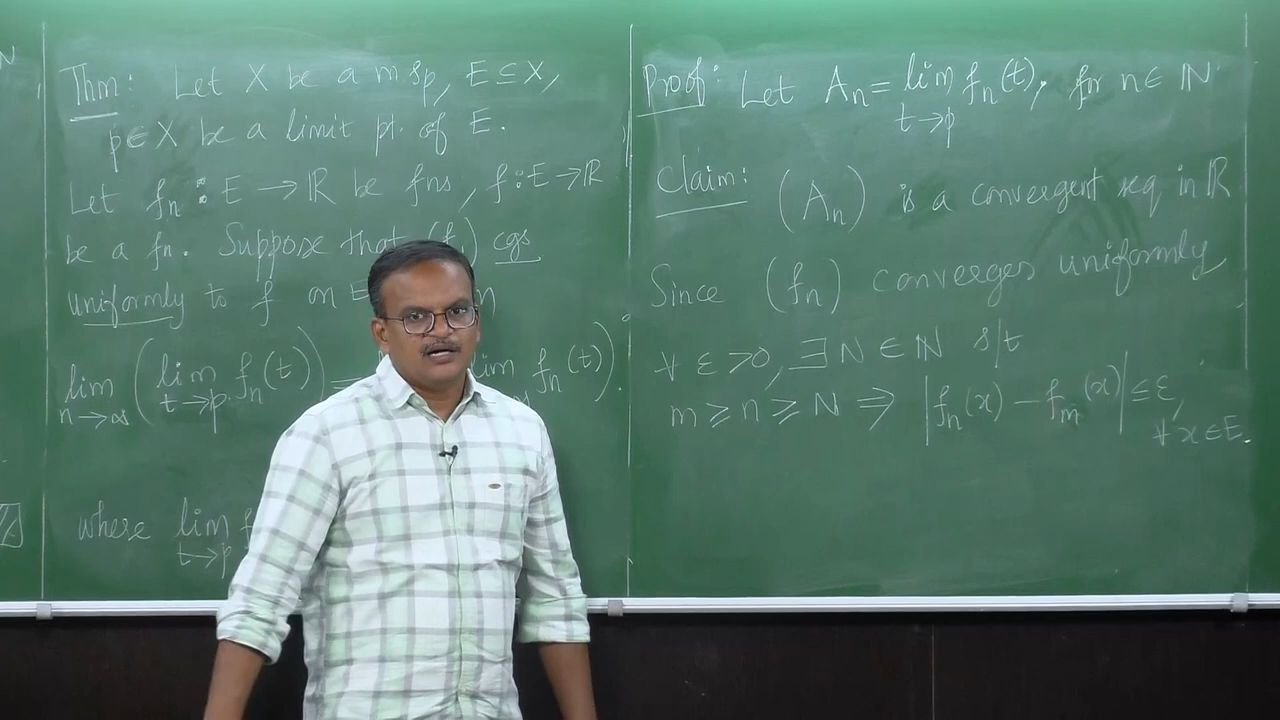 Thm: Let X be a m sp, E ⊆ X,
p ∈ X be a limit pt. of E.
Let fn : E → ℝ be fns, f : E → ℝ
be a fn. Suppose that cgs
uniformly to f on E
lim n→∞ ( lim t→p fn(t) ) = lim fn(t) ).
where lim t→p
Proof: Let An = lim t→p fn(t), for n ∈ ℕ
Claim: (An) is a convergent seq in ℝ
Since (fn) converges uniformly
∀ ε > 0, ∃ N ∈ ℕ s/t
m ≥ n ≥ N ⇒ |fn(x) − fm(x)| ≤ ε,
∀ x ∈ E.